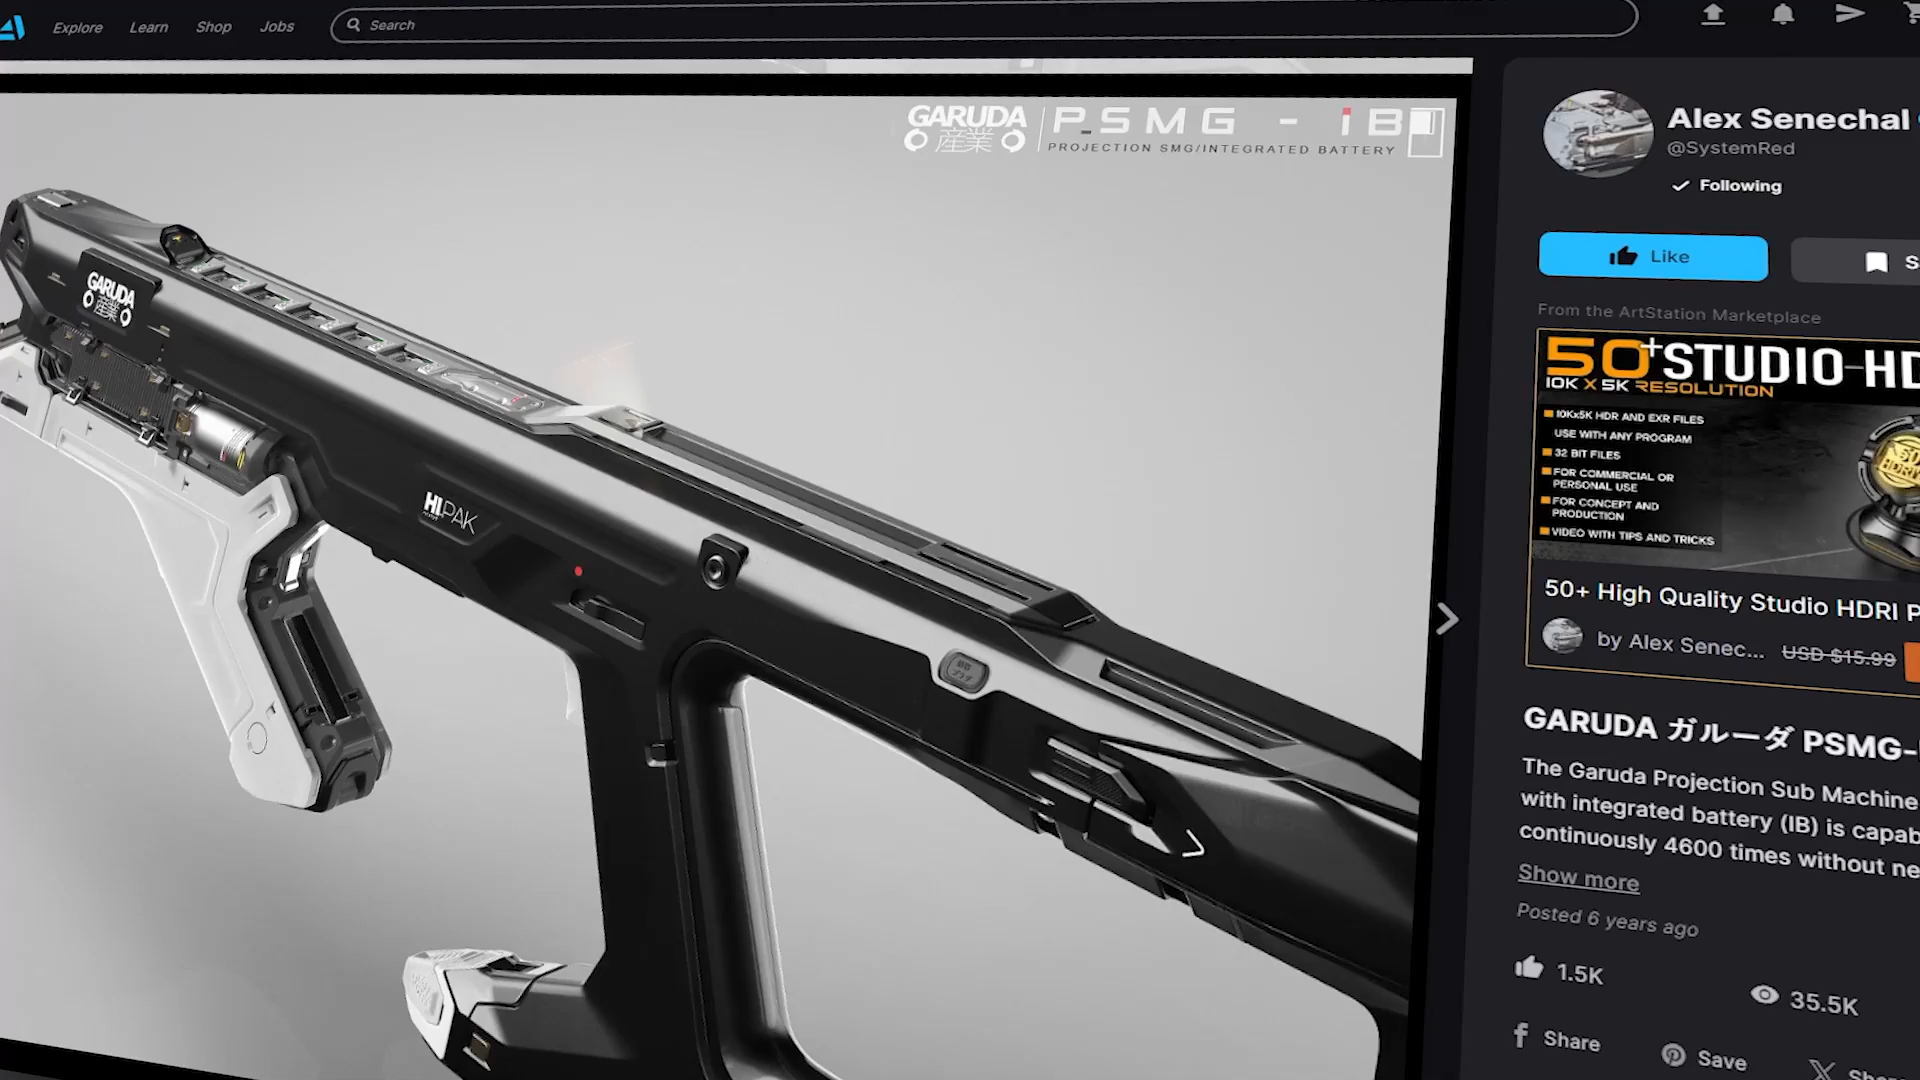 Explore Learn Shop Jobs Search
GARUDA
産業
PSMG - iB
PROJECTION SMG/INTEGRATED BATTERY
GARUDA
産業
HI.PAK
Alex Senechal
@SystemRed
Following
Like
S
From the ArtStation Marketplace
50+ STUDIO HD
10K X 5K RESOLUTION
10Kx5K HDR AND EXR FILES
USE WITH ANY PROGRAM
32 BIT FILES
FOR COMMERCIAL OR
PERSONAL USE
FOR CONCEPT AND
PRODUCTION
VIDEO WITH TIPS AND TRICKS
50+ High Quality Studio HDRI P
by Alex Senec... USD $15.99
GARUDA ガルーダ PSMG-
The Garuda Projection Sub Machine
with integrated battery (IB) is capab
continuously 4600 times without ne
Show more
Posted 6 years ago
1.5K
35.5K
Share
Save
Shar